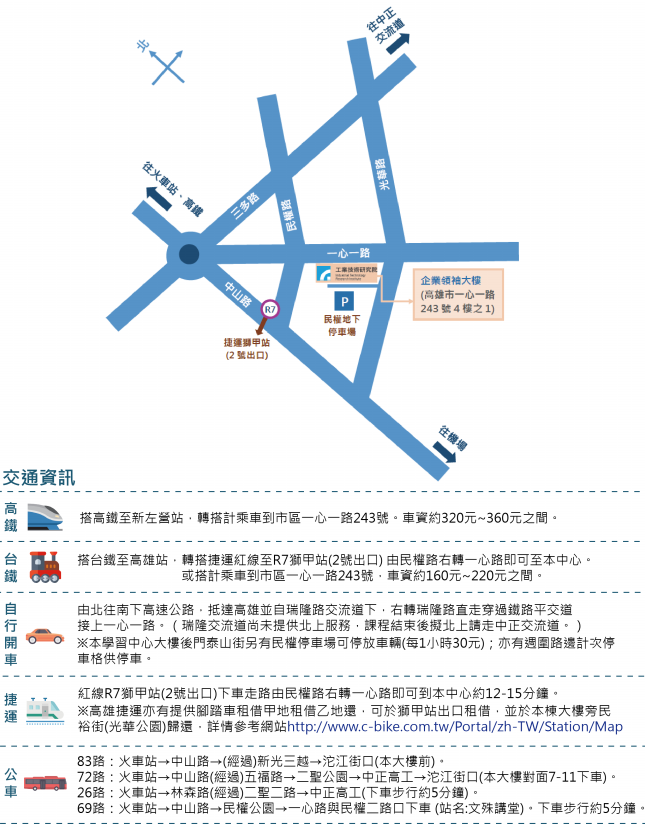 往中正
交流道
北
往火車站、高鐵
三多路
民權路
光華路
一心一路
工業技術研究院
Industrial Technology
Research Institute
企業領袖大樓
(高雄市一心一路
243 號 4 樓之 1)
中山路
R7
P
民權地下
停車場
捷運獅甲站
(2 號出口)
往機場
交通資訊
高鐵
搭高鐵至新左營站，轉搭計乘車到市區一心一路243號。車資約320元~360元之間。
台鐵
搭台鐵至高雄站，轉搭捷運紅線至R7獅甲站(2號出口) 由民權路右轉一心路即可至本中心。
或搭計乘車到市區一心一路243號，車資約160元~220元之間。
自行開車
由北往南下高速公路，抵達高雄並自瑞隆路交流道下，右轉瑞隆路直走穿過鐵路平交道
接上一心一路。(瑞隆交流道尚未提供北上服務，課程結束後擬北上請走中正交流道。)
※本學習中心大樓後門泰山街另有民權停車場可停放車輛(每1小時30元)；亦有週圍路邊計次停
車格供停車。
捷運
紅線R7獅甲站(2號出口)下車走路由民權路右轉一心路即可到本中心約12-15分鐘。
※高雄捷運亦有提供腳踏車租借甲地租借乙地還，可於獅甲站出口租借，並於本棟大樓旁民
裕街(光華公園)歸還，詳情參考網站http://www.c-bike.com.tw/Portal/zh-TW/Station/Map
公車
83路：火車站→中山路→(經過)新光三越→沱江街口(本大樓前)。
72路：火車站→中山路(經過)五福路→二聖公園→中正高工→沱江街口(本大樓對面7-11下車)。
26路：火車站→林森路(經過)二聖二路→中正高工(下車步行約5分鐘)。
69路：火車站→中山路→民權公園→一心路與民權二路口下車 (站名:文殊講堂)。下車步行約5分鐘。